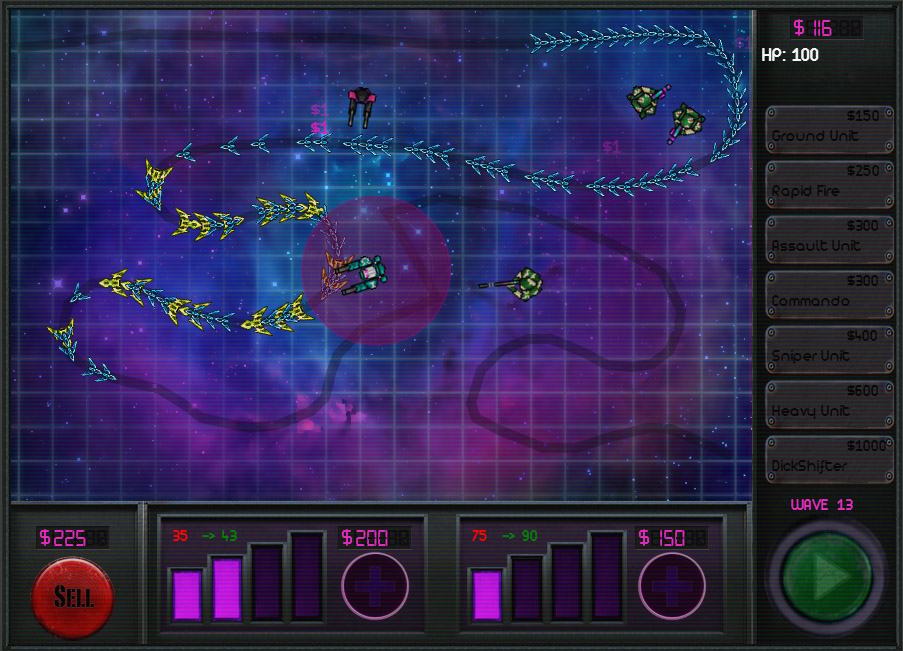 $116
HP: 100
$1
$1
$1
$1
$150
Ground Unit
$250
Rapid Fire
$300
Assault Unit
$300
Commando
$400
Sniper Unit
$600
Heavy Unit
$1000
DickShifter
WAVE 13
$225
SELL
35 -> 43
$200
75 -> 90
$150